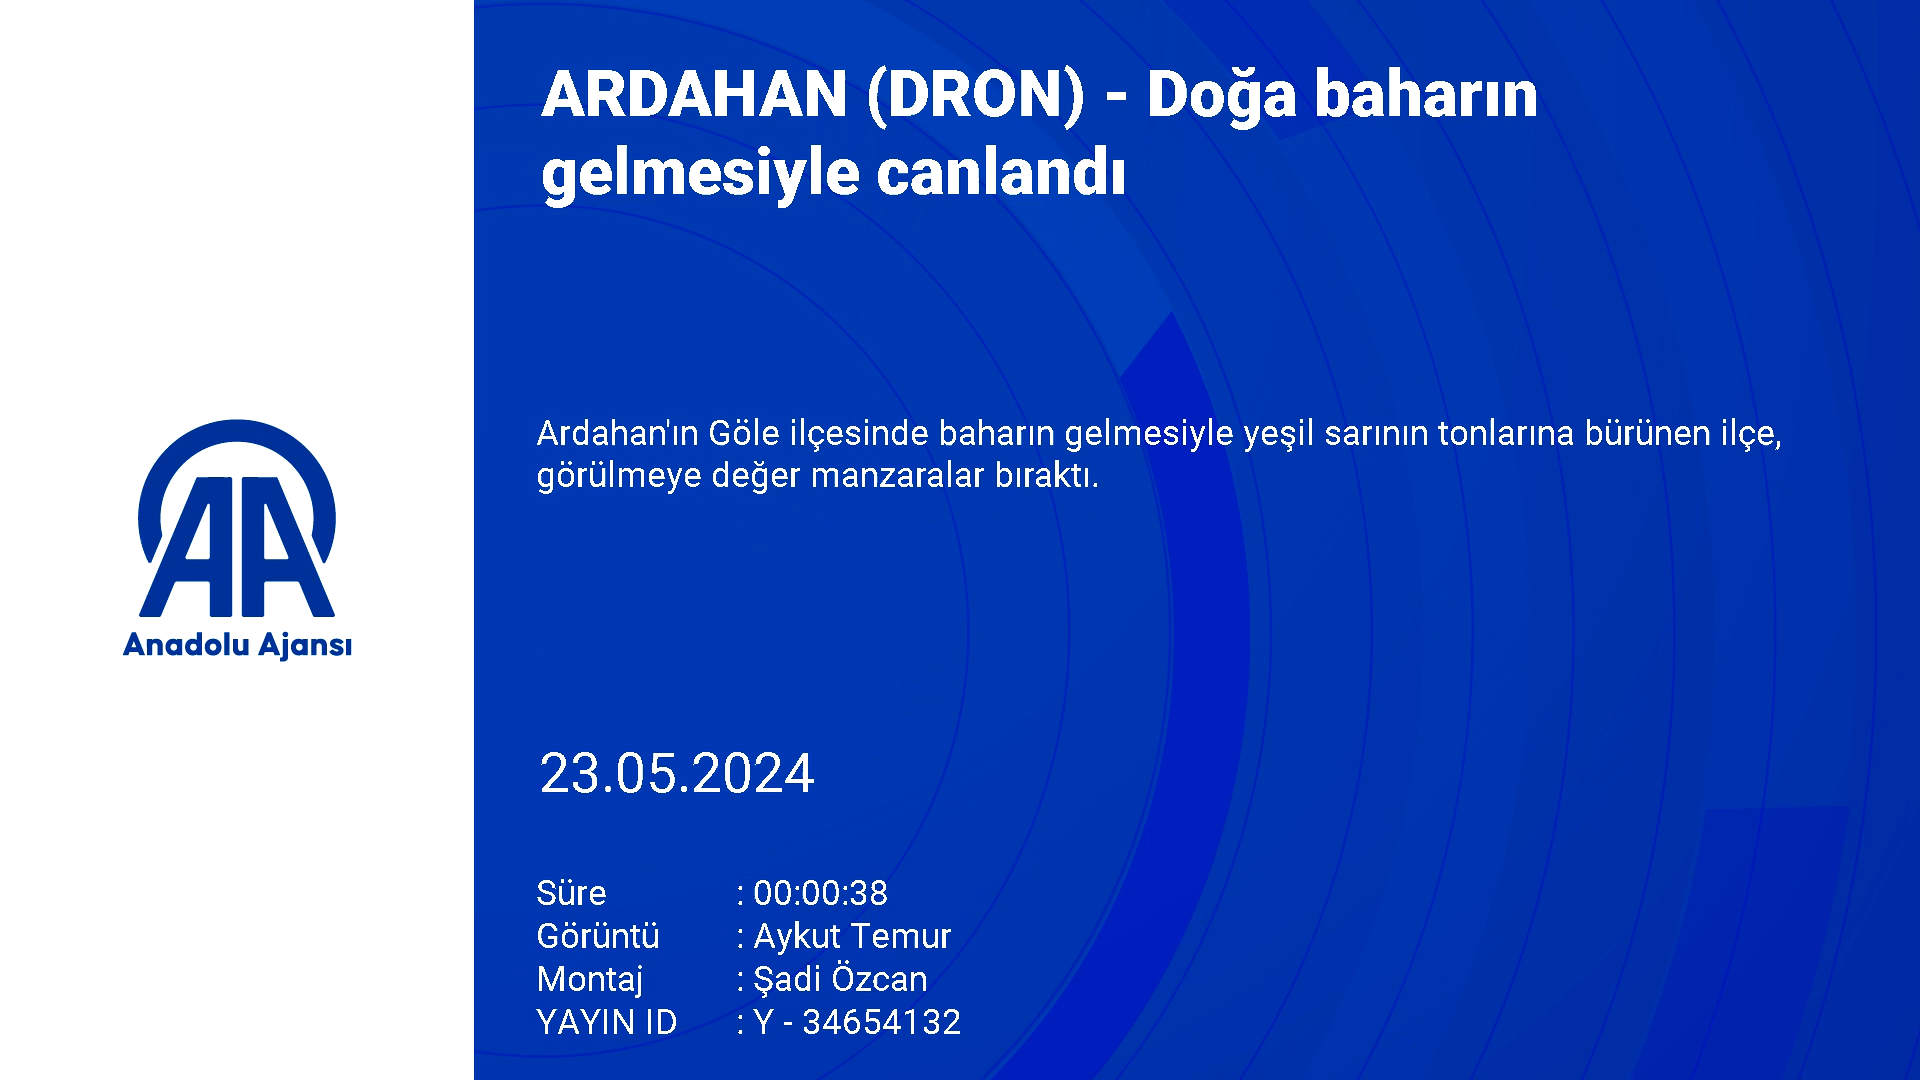 ARDAHAN (DRON) - Doğa baharın
gelmesiyle canlandı
Ardahan'ın Göle ilçesinde baharın gelmesiyle yeşil sarının tonlarına bürünen ilçe,
görülmeye değer manzaralar bıraktı.
AA
Anadolu Ajansı
23.05.2024
Süre : 00:00:38
Görüntü : Aykut Temur
Montaj : Şadi Özcan
YAYIN ID : Y - 34654132